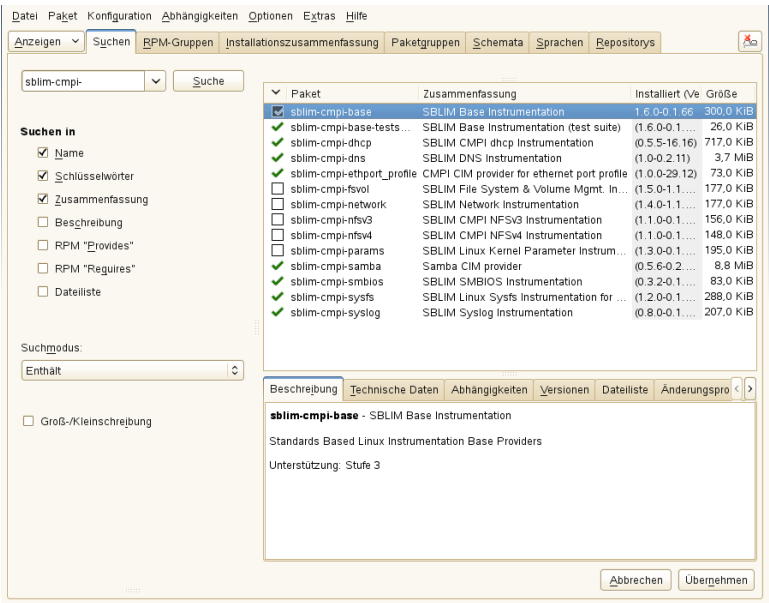 Datei Paket Konfiguration Abhängigkeiten Optionen Extras Hilfe
Anzeigen Suchen RPM-Gruppen Installationszusammenfassung Paketgruppen Schemata Sprachen Repositorys
sblim-cmpi- Suche
Suchen in
Name
Schlüsselwörter
Zusammenfassung
Beschreibung
RPM "Provides"
RPM "Requires"
Dateiliste
Suchmodus:
Enthält
Groß-/Kleinschreibung
Paket Zusammenfassung Installiert (Ve Größe
sblim-cmpi-base SBLIM Base Instrumentation 1.6.0-0.1.66 300,0 KiB
sblim-cmpi-base-tests... SBLIM Base Instrumentation (test suite) (1.6.0-0.1.... 26,0 KiB
sblim-cmpi-dhcp SBLIM CMPI dhcp Instrumentation (0.5.5-16.16) 717,0 KiB
sblim-cmpi-dns SBLIM DNS Instrumentation (1.0-0.2.11) 3,7 MiB
sblim-cmpi-ethport_profile CMPI CIM provider for ethernet port profile (1.0.0-29.12) 73,0 KiB
sblim-cmpi-fsvol SBLIM File System & Volume Mgmt. In... (1.5.0-1.1.... 177,0 KiB
sblim-cmpi-network SBLIM Network Instrumentation (1.4.0-1.1.... 177,0 KiB
sblim-cmpi-nfsv3 SBLIM CMPI NFSv3 Instrumentation (1.1.0-0.1.... 156,0 KiB
sblim-cmpi-nfsv4 SBLIM CMPI NFSv4 Instrumentation (1.1.0-0.1.... 148,0 KiB
sblim-cmpi-params SBLIM Linux Kernel Parameter Instrum... (1.3.0-0.1.... 195,0 KiB
sblim-cmpi-samba Samba CIM provider (0.5.6-0.2.... 8,8 MiB
sblim-cmpi-smbios SBLIM SMBIOS Instrumentation (0.3.2-0.1.... 83,0 KiB
sblim-cmpi-sysfs SBLIM Linux Sysfs Instrumentation for ... (1.2.0-0.1.... 288,0 KiB
sblim-cmpi-syslog SBLIM Syslog Instrumentation (0.8.0-0.1.... 207,0 KiB
Beschreibung Technische Daten Abhängigkeiten Versionen Dateiliste Änderungspro
sblim-cmpi-base - SBLIM Base Instrumentation
Standards Based Linux Instrumentation Base Providers
Unterstützung: Stufe 3
Abbrechen Übernehmen